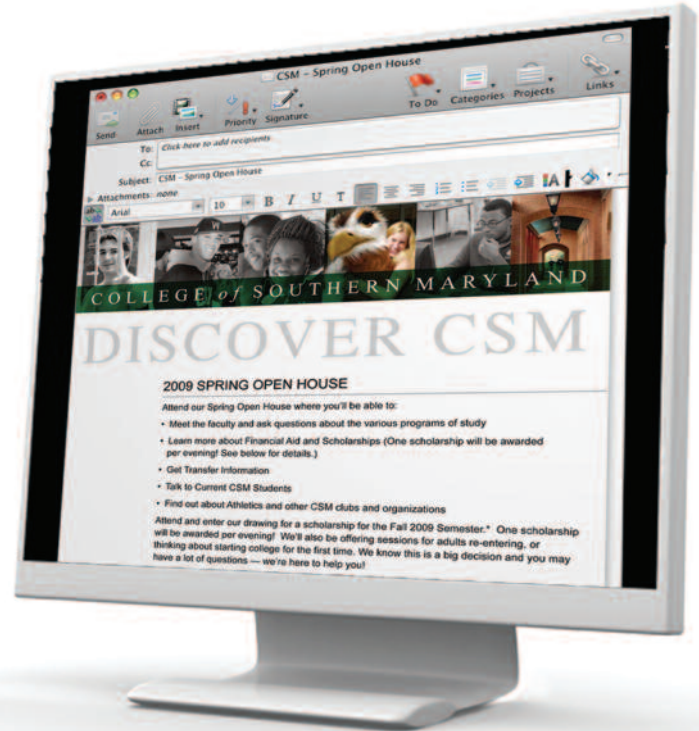 CSM – Spring Open House
Send Attach Insert Priority Signature To Do Categories Projects Links
To: Click here to add recipients
Cc:
Subject: CSM – Spring Open House
Attachments: none
Arial 10 B I U T
COLLEGE of SOUTHERN MARYLAND
DISCOVER CSM
2009 SPRING OPEN HOUSE
Attend our Spring Open House where you'll be able to:
• Meet the faculty and ask questions about the various programs of study
• Learn more about Financial Aid and Scholarships (One scholarship will be awarded
per evening! See below for details.)
• Get Transfer Information
• Talk to Current CSM Students
• Find out about Athletics and other CSM clubs and organizations
Attend and enter our drawing for a scholarship for the Fall 2009 Semester.* One scholarship
will be awarded per evening! We'll also be offering sessions for adults re-entering, or
thinking about starting college for the first time. We know this is a big decision and you may
have a lot of questions — we're here to help you!